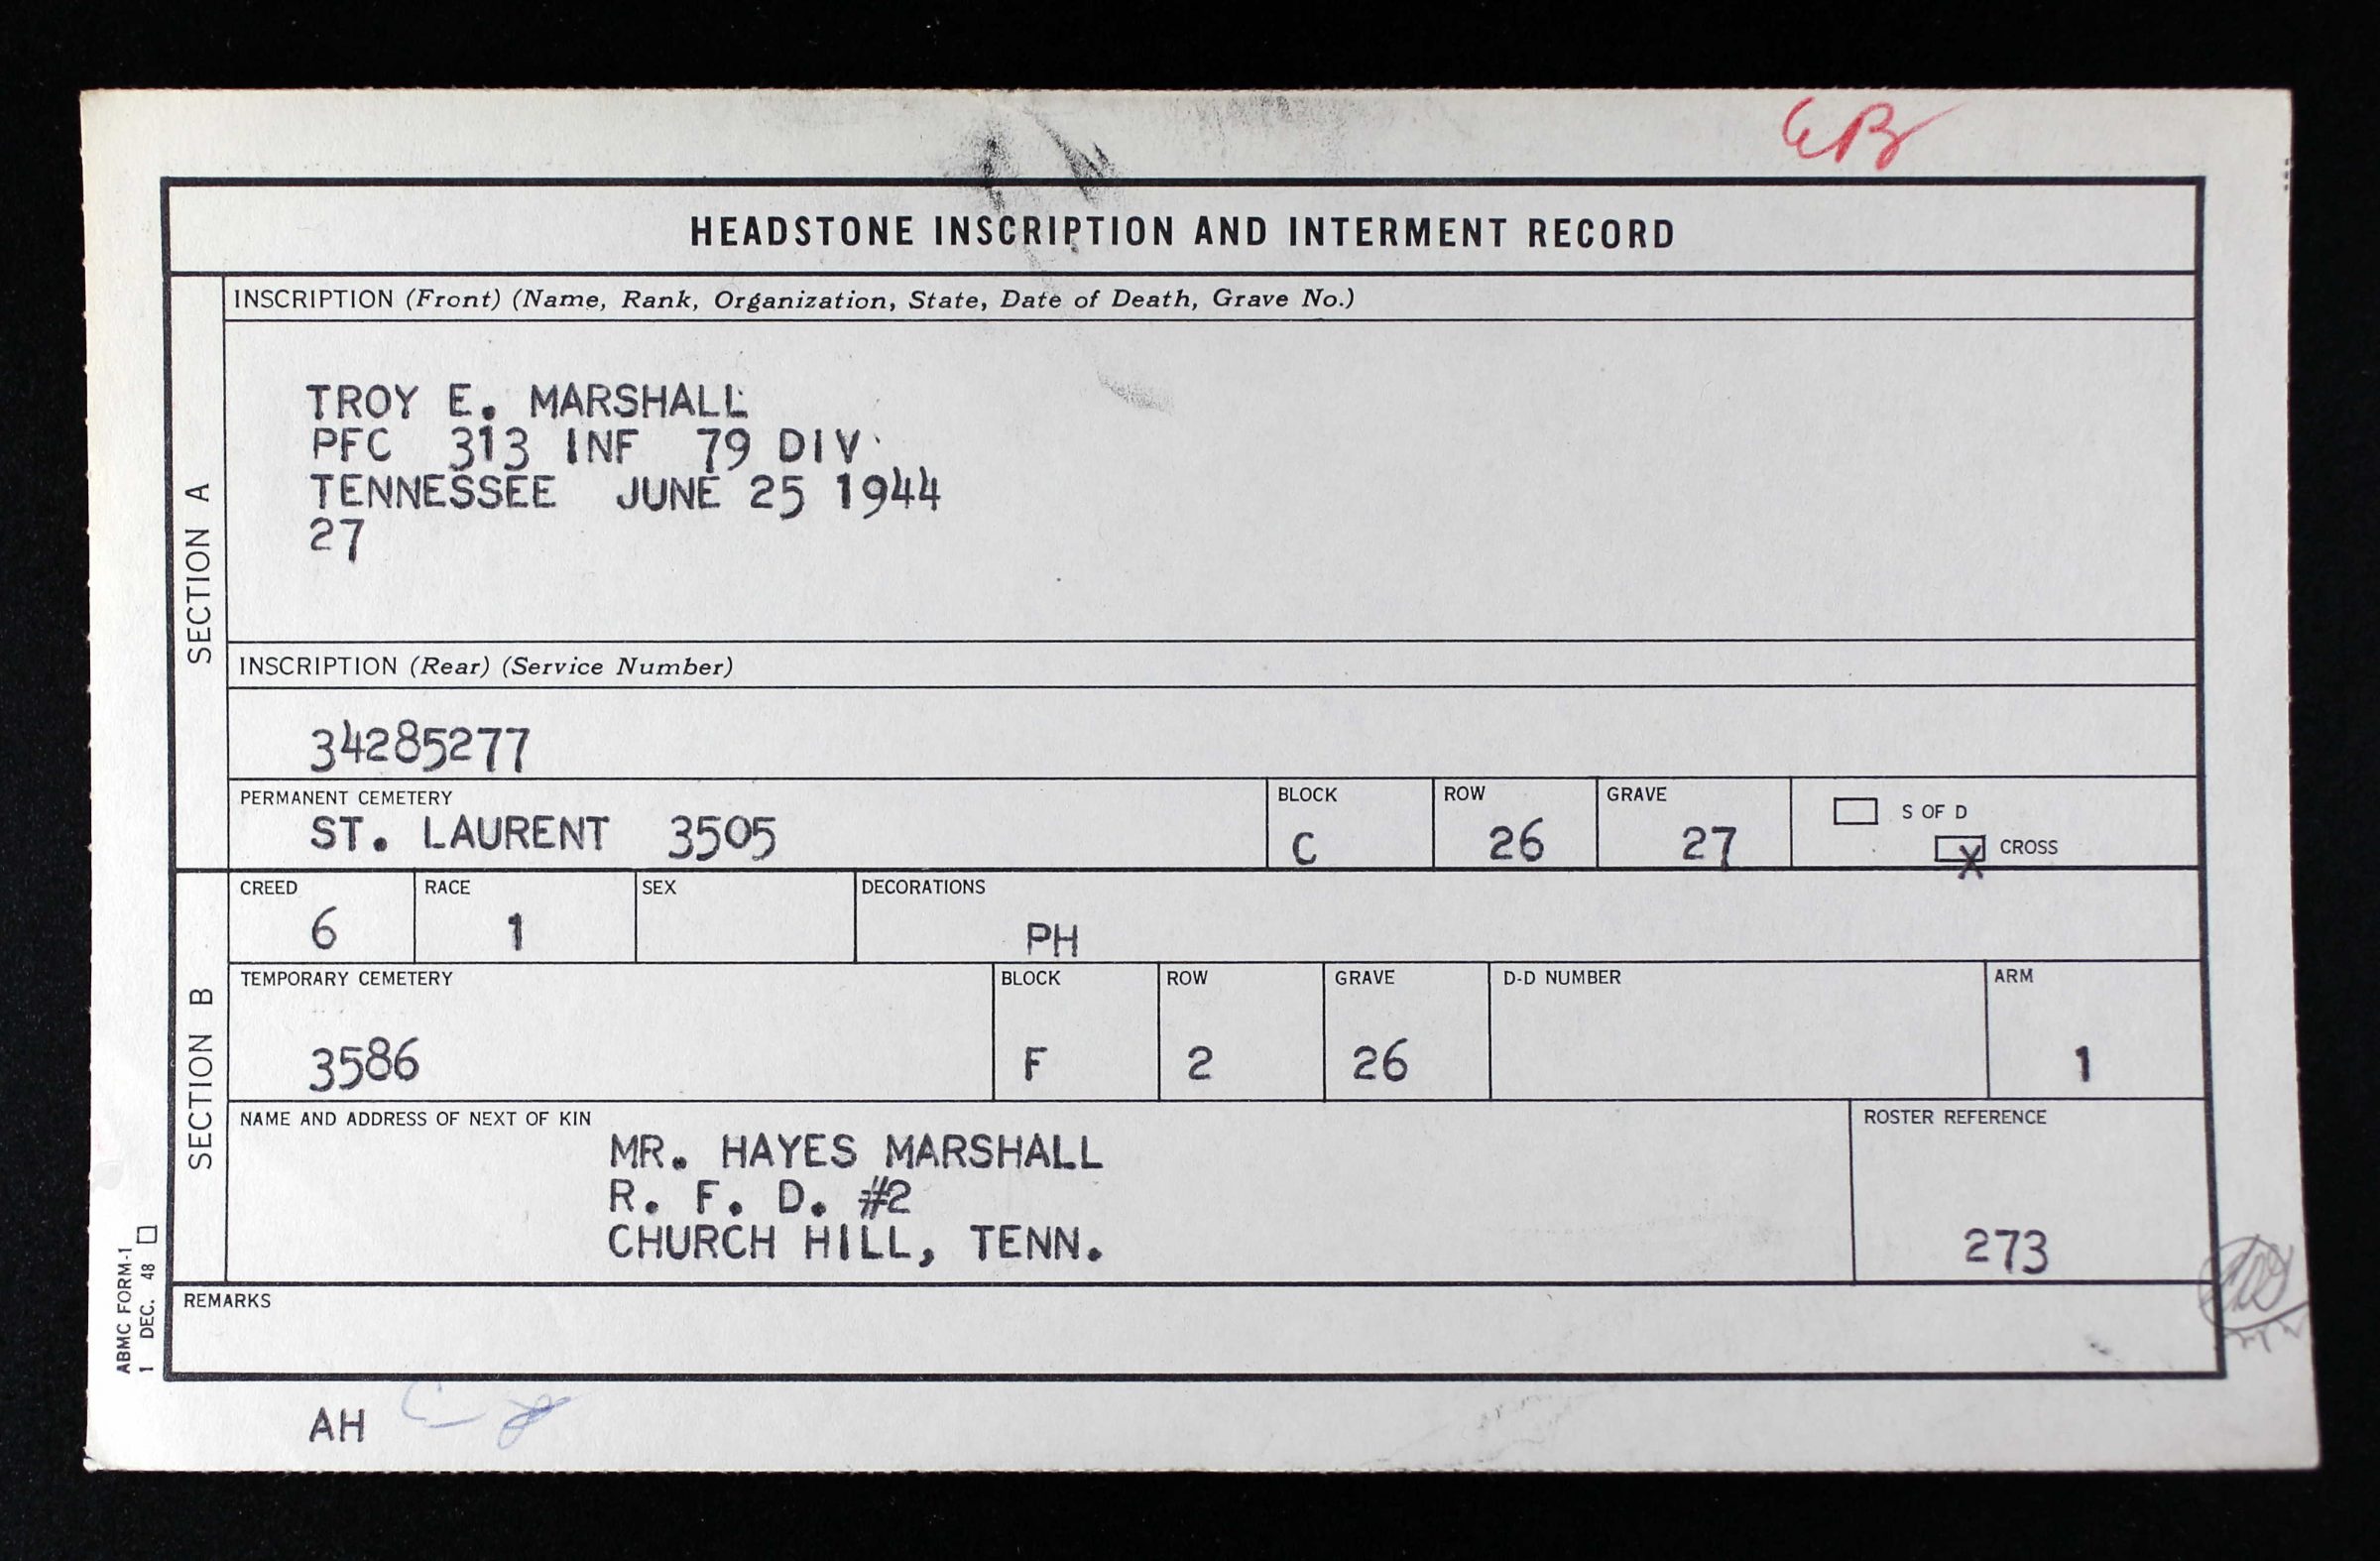 HEADSTONE INSCRIPTION AND INTERMENT RECORD
SECTION A
INSCRIPTION (Front) (Name, Rank, Organization, State, Date of Death, Grave No.)
TROY E. MARSHALL
PFC 313 INF 79 DIV
TENNESSEE JUNE 25 1944
27
INSCRIPTION (Rear) (Service Number)
34285277
PERMANENT CEMETERY BLOCK ROW GRAVE
ST. LAURENT 3505 C 26 27
S OF D
X CROSS
SECTION B
CREED RACE SEX DECORATIONS
6 1 PH
TEMPORARY CEMETERY BLOCK ROW GRAVE D-D NUMBER ARM
3586 F 2 26 1
NAME AND ADDRESS OF NEXT OF KIN ROSTER REFERENCE
MR. HAYES MARSHALL
R. F. D. #2
CHURCH HILL, TENN.
273
REMARKS
ABMC FORM-1
1 DEC. 48
AH